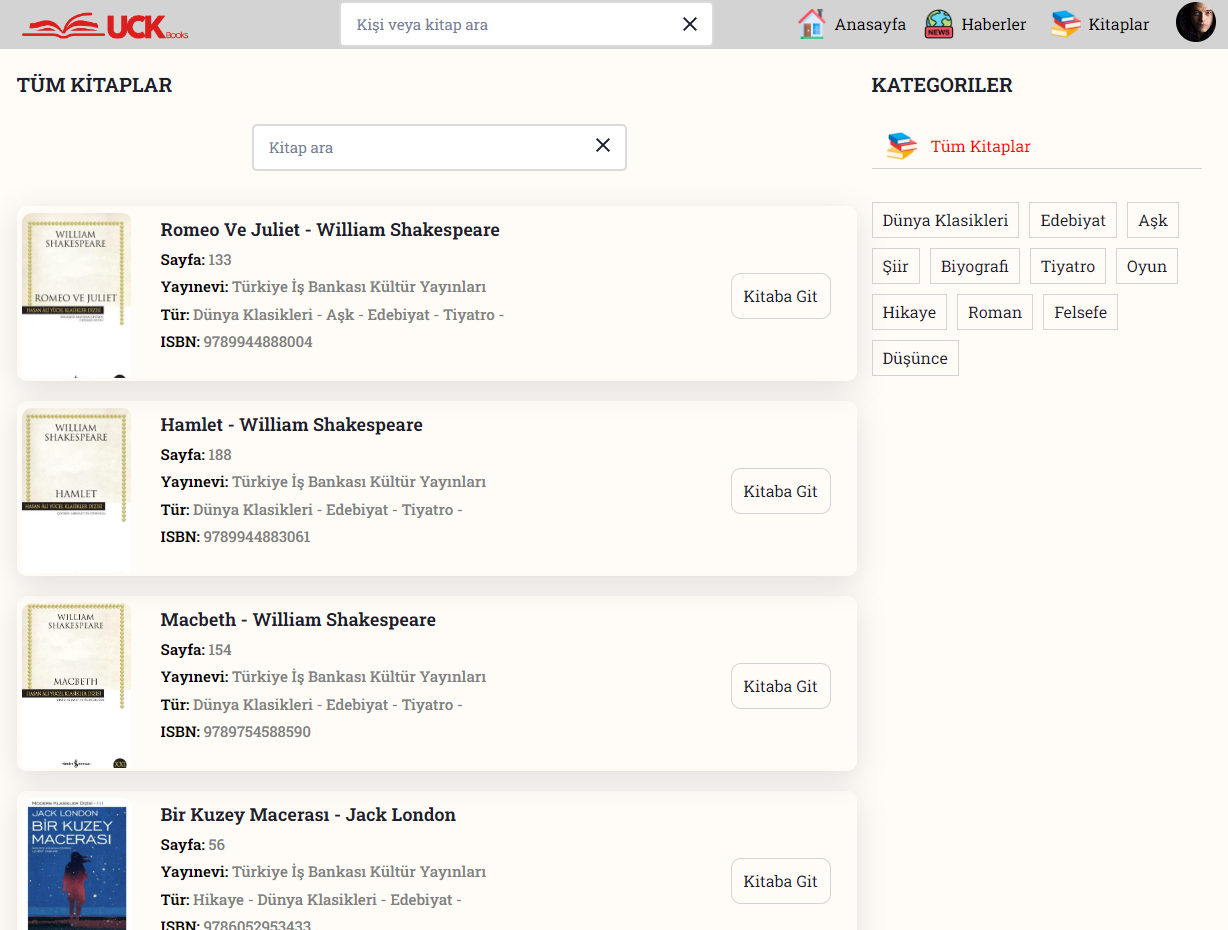 UCK Books
Kişi veya kitap ara
Anasayfa
NEWS
Haberler
Kitaplar
TÜM KİTAPLAR
Kitap ara
WILLIAM
SHAKESPEARE
ROMEO VE JULIET
HASAN ÂLİ YÜCEL KLASİKLER DİZİSİ
Romeo Ve Juliet - William Shakespeare
Sayfa: 133
Yayınevi: Türkiye İş Bankası Kültür Yayınları
Tür: Dünya Klasikleri - Aşk - Edebiyat - Tiyatro -
ISBN: 9789944888004
Kitaba Git
WILLIAM
SHAKESPEARE
HAMLET
HASAN ÂLİ YÜCEL KLASİKLER DİZİSİ
Hamlet - William Shakespeare
Sayfa: 188
Yayınevi: Türkiye İş Bankası Kültür Yayınları
Tür: Dünya Klasikleri - Edebiyat - Tiyatro -
ISBN: 9789944883061
Kitaba Git
WILLIAM
SHAKESPEARE
MACBETH
HASAN ÂLİ YÜCEL KLASİKLER DİZİSİ
Macbeth - William Shakespeare
Sayfa: 154
Yayınevi: Türkiye İş Bankası Kültür Yayınları
Tür: Dünya Klasikleri - Edebiyat - Tiyatro -
ISBN: 9789754588590
Kitaba Git
MODERN KLASİKLER DİZİSİ - 111
JACK LONDON
BİR KUZEY
MACERASI
Bir Kuzey Macerası - Jack London
Sayfa: 56
Yayınevi: Türkiye İş Bankası Kültür Yayınları
Tür: Hikaye - Dünya Klasikleri - Edebiyat -
ISBN: 9786052953433
Kitaba Git
KATEGORILER
Tüm Kitaplar
Dünya Klasikleri
Edebiyat
Aşk
Şiir
Biyografi
Tiyatro
Oyun
Hikaye
Roman
Felsefe
Düşünce